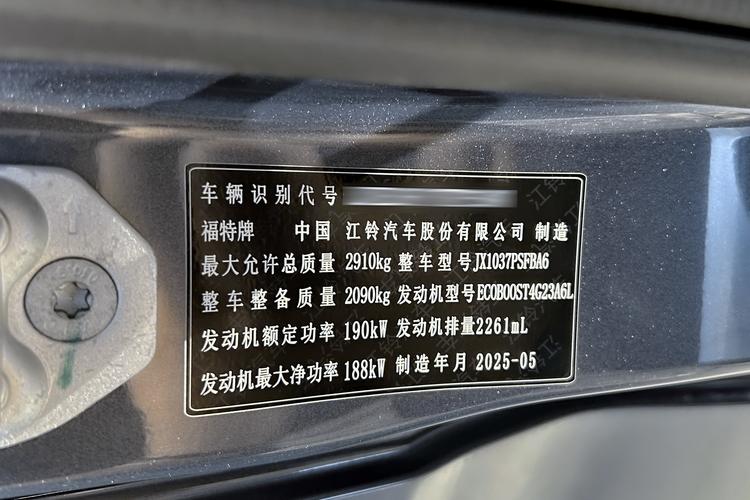 车辆识别代号
福特牌 中国 江铃汽车股份有限公司 制造
最大允许总质量 2910kg 整车型号JX1037PSFBA6
整车整备质量 2090kg 发动机型号ECOBOOST4G23A6L
发动机额定功率 190kW 发动机排量2261mL
发动机最大净功率 188kW 制造年月 2025-05